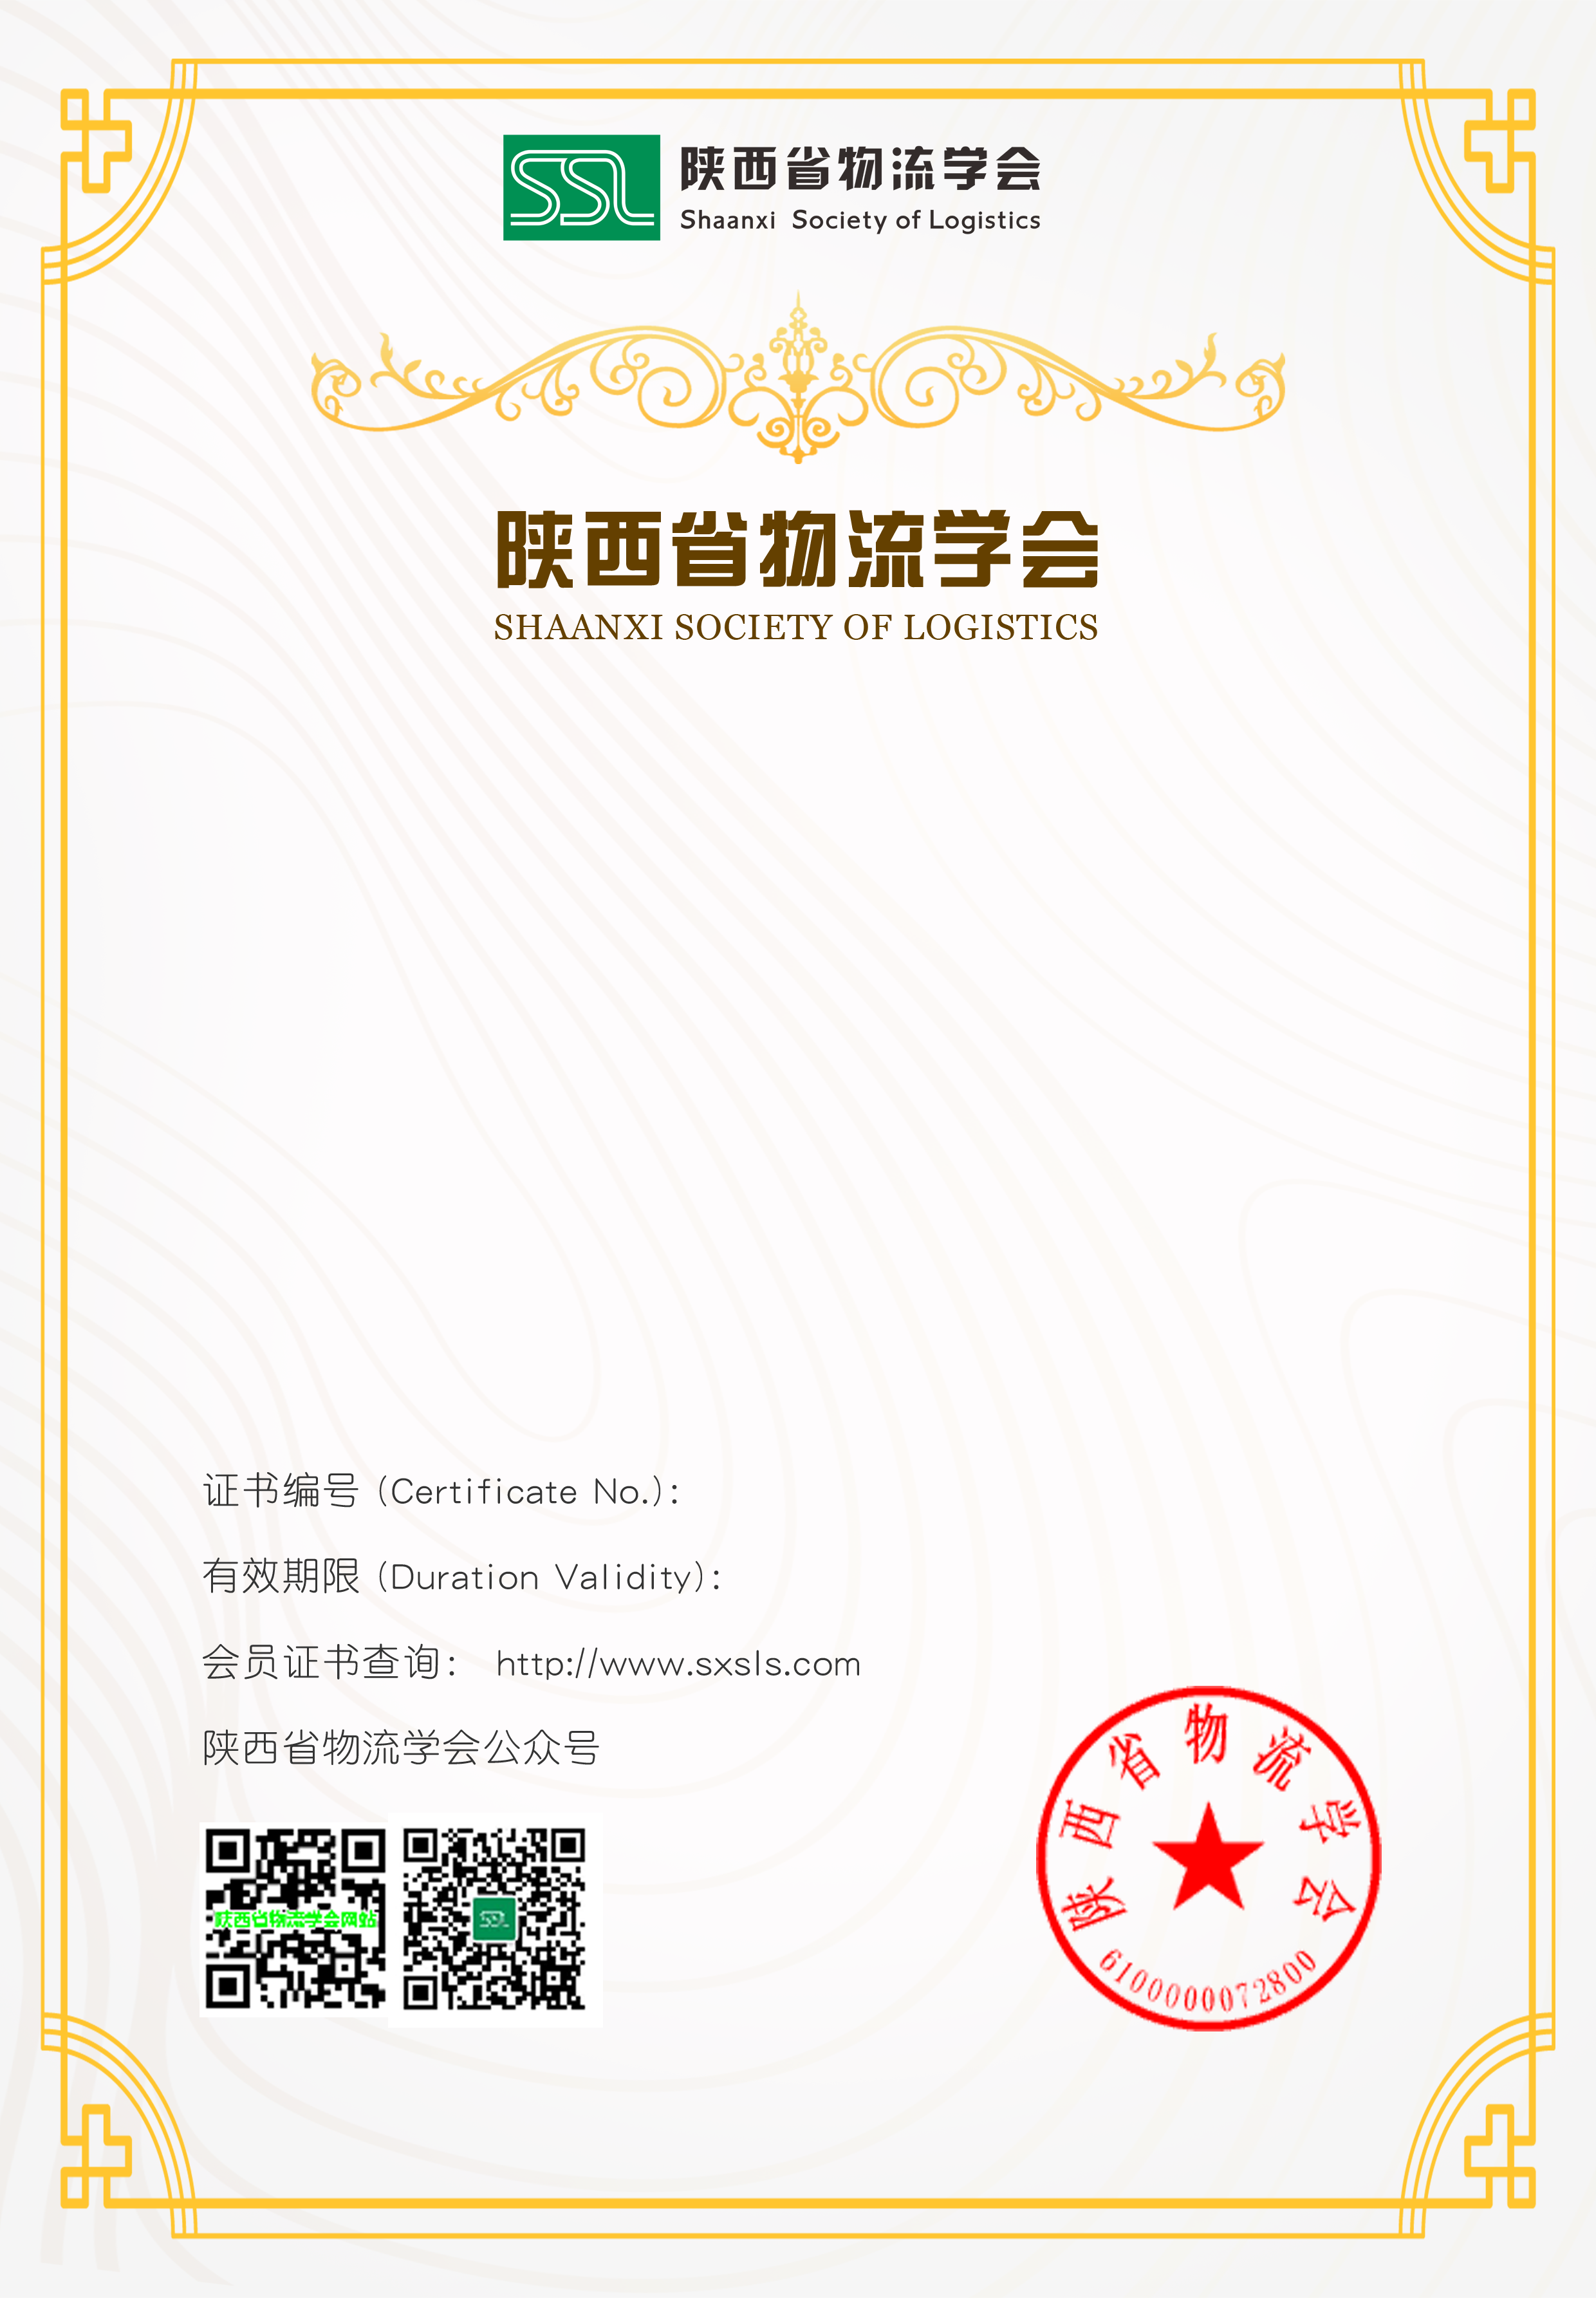 SSL
陕西省物流学会
Shaanxi Society of Logistics
陕西省物流学会
SHAANXI SOCIETY OF LOGISTICS
证书编号 (Certificate No.):
有效期限 (Duration Validity):
会员证书查询: http://www.sxsls.com
陕西省物流学会公众号
陕西省物流学会网站
SSL
陕西省物流学会
6100000072800